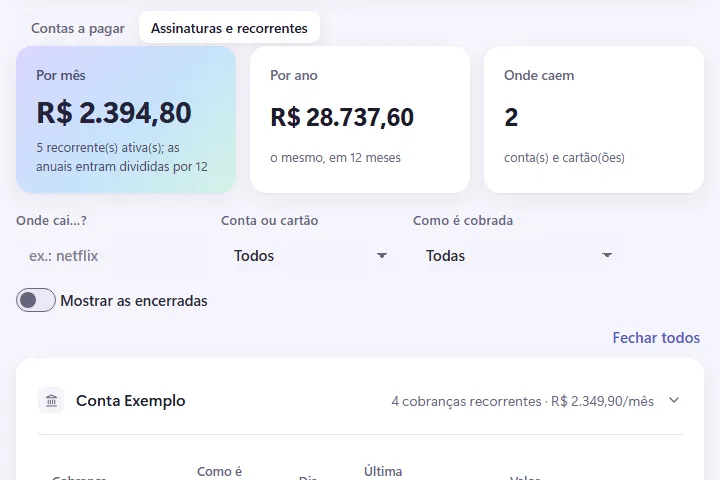 Contas a pagar Assinaturas e recorrentes
Por mês
R$ 2.394,80
5 recorrente(s) ativa(s); as
anuais entram divididas por 12
Por ano
R$ 28.737,60
o mesmo, em 12 meses
Onde caem
2
conta(s) e cartão(ões)
Onde cai...? Conta ou cartão Como é cobrada
ex.: netflix Todos Todas
Mostrar as encerradas
Fechar todos
Conta Exemplo 4 cobranças recorrentes · R$ 2.349,90/mês
Como é Última
Cobrança Dia Valor